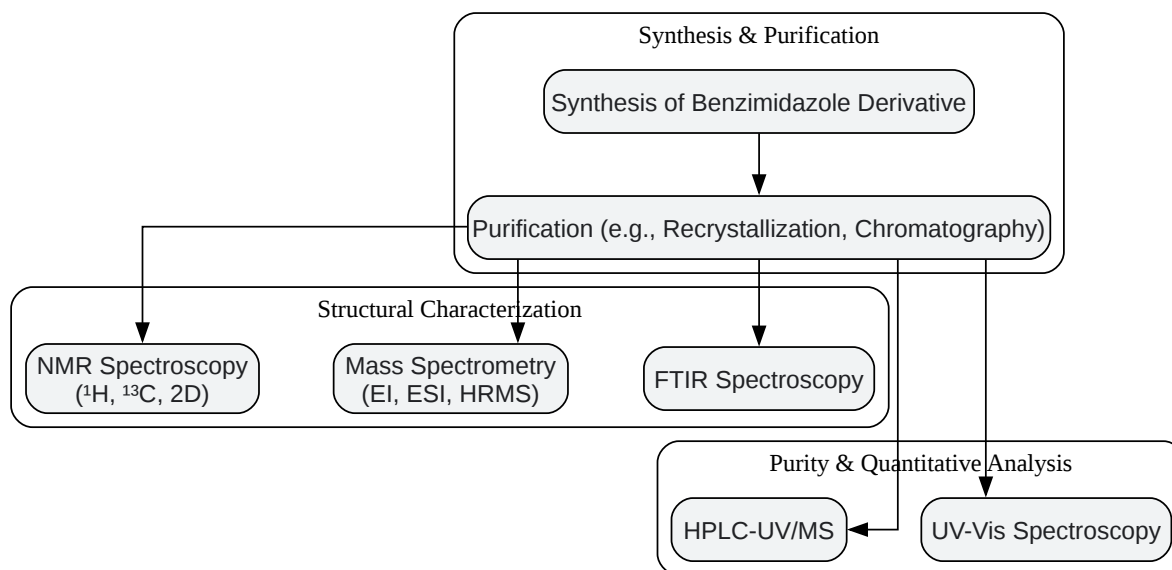 Synthesis & Purification
Synthesis of Benzimidazole Derivative
Purification (e.g., Recrystallization, Chromatography)
Structural Characterization
NMR Spectroscopy
(¹H, ¹³C, 2D)
Mass Spectrometry
(EI, ESI, HRMS)
FTIR Spectroscopy
Purity & Quantitative Analysis
HPLC-UV/MS
UV-Vis Spectroscopy